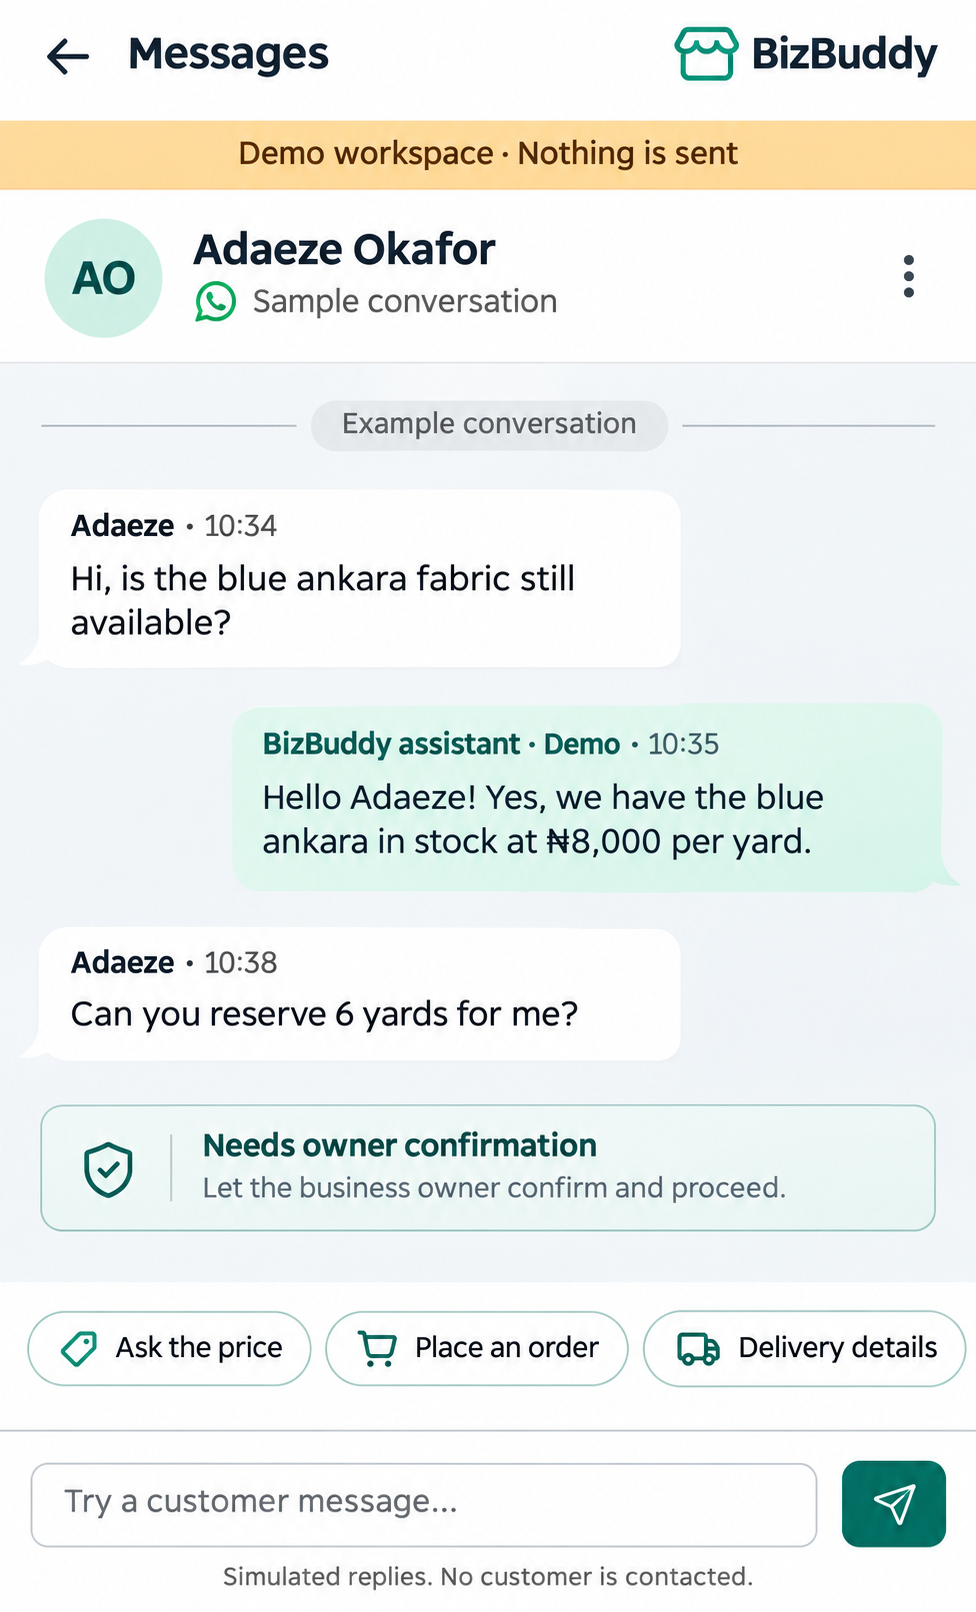 Messages
BizBuddy
Demo workspace · Nothing is sent
AO
Adaeze Okafor
Sample conversation
Example conversation
Adaeze • 10:34
Hi, is the blue ankara fabric still
available?
BizBuddy assistant · Demo • 10:35
Hello Adaeze! Yes, we have the blue
ankara in stock at ₦8,000 per yard.
Adaeze • 10:38
Can you reserve 6 yards for me?
Needs owner confirmation
Let the business owner confirm and proceed.
Ask the price
Place an order
Delivery details
Try a customer message...
Simulated replies. No customer is contacted.